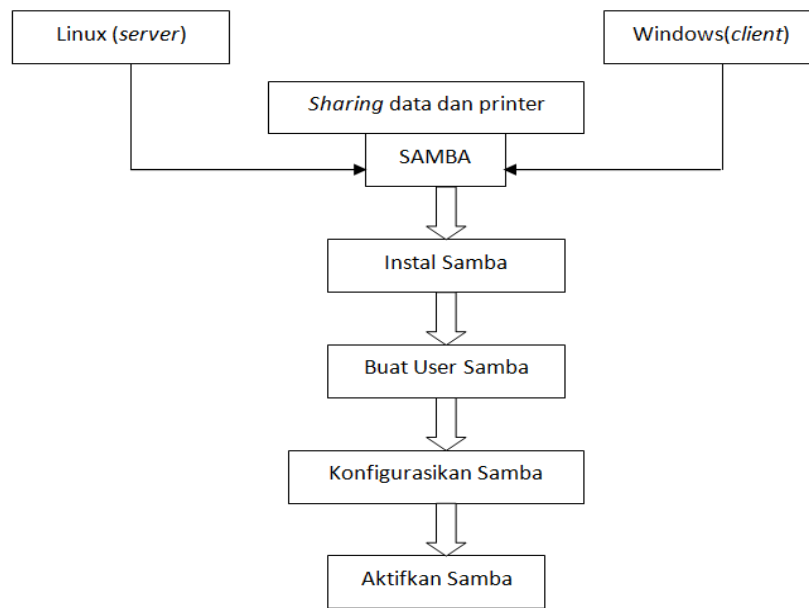 Linux (server)
Windows(client)
Sharing data dan printer
SAMBA
Instal Samba
Buat User Samba
Konfigurasikan Samba
Aktifkan Samba